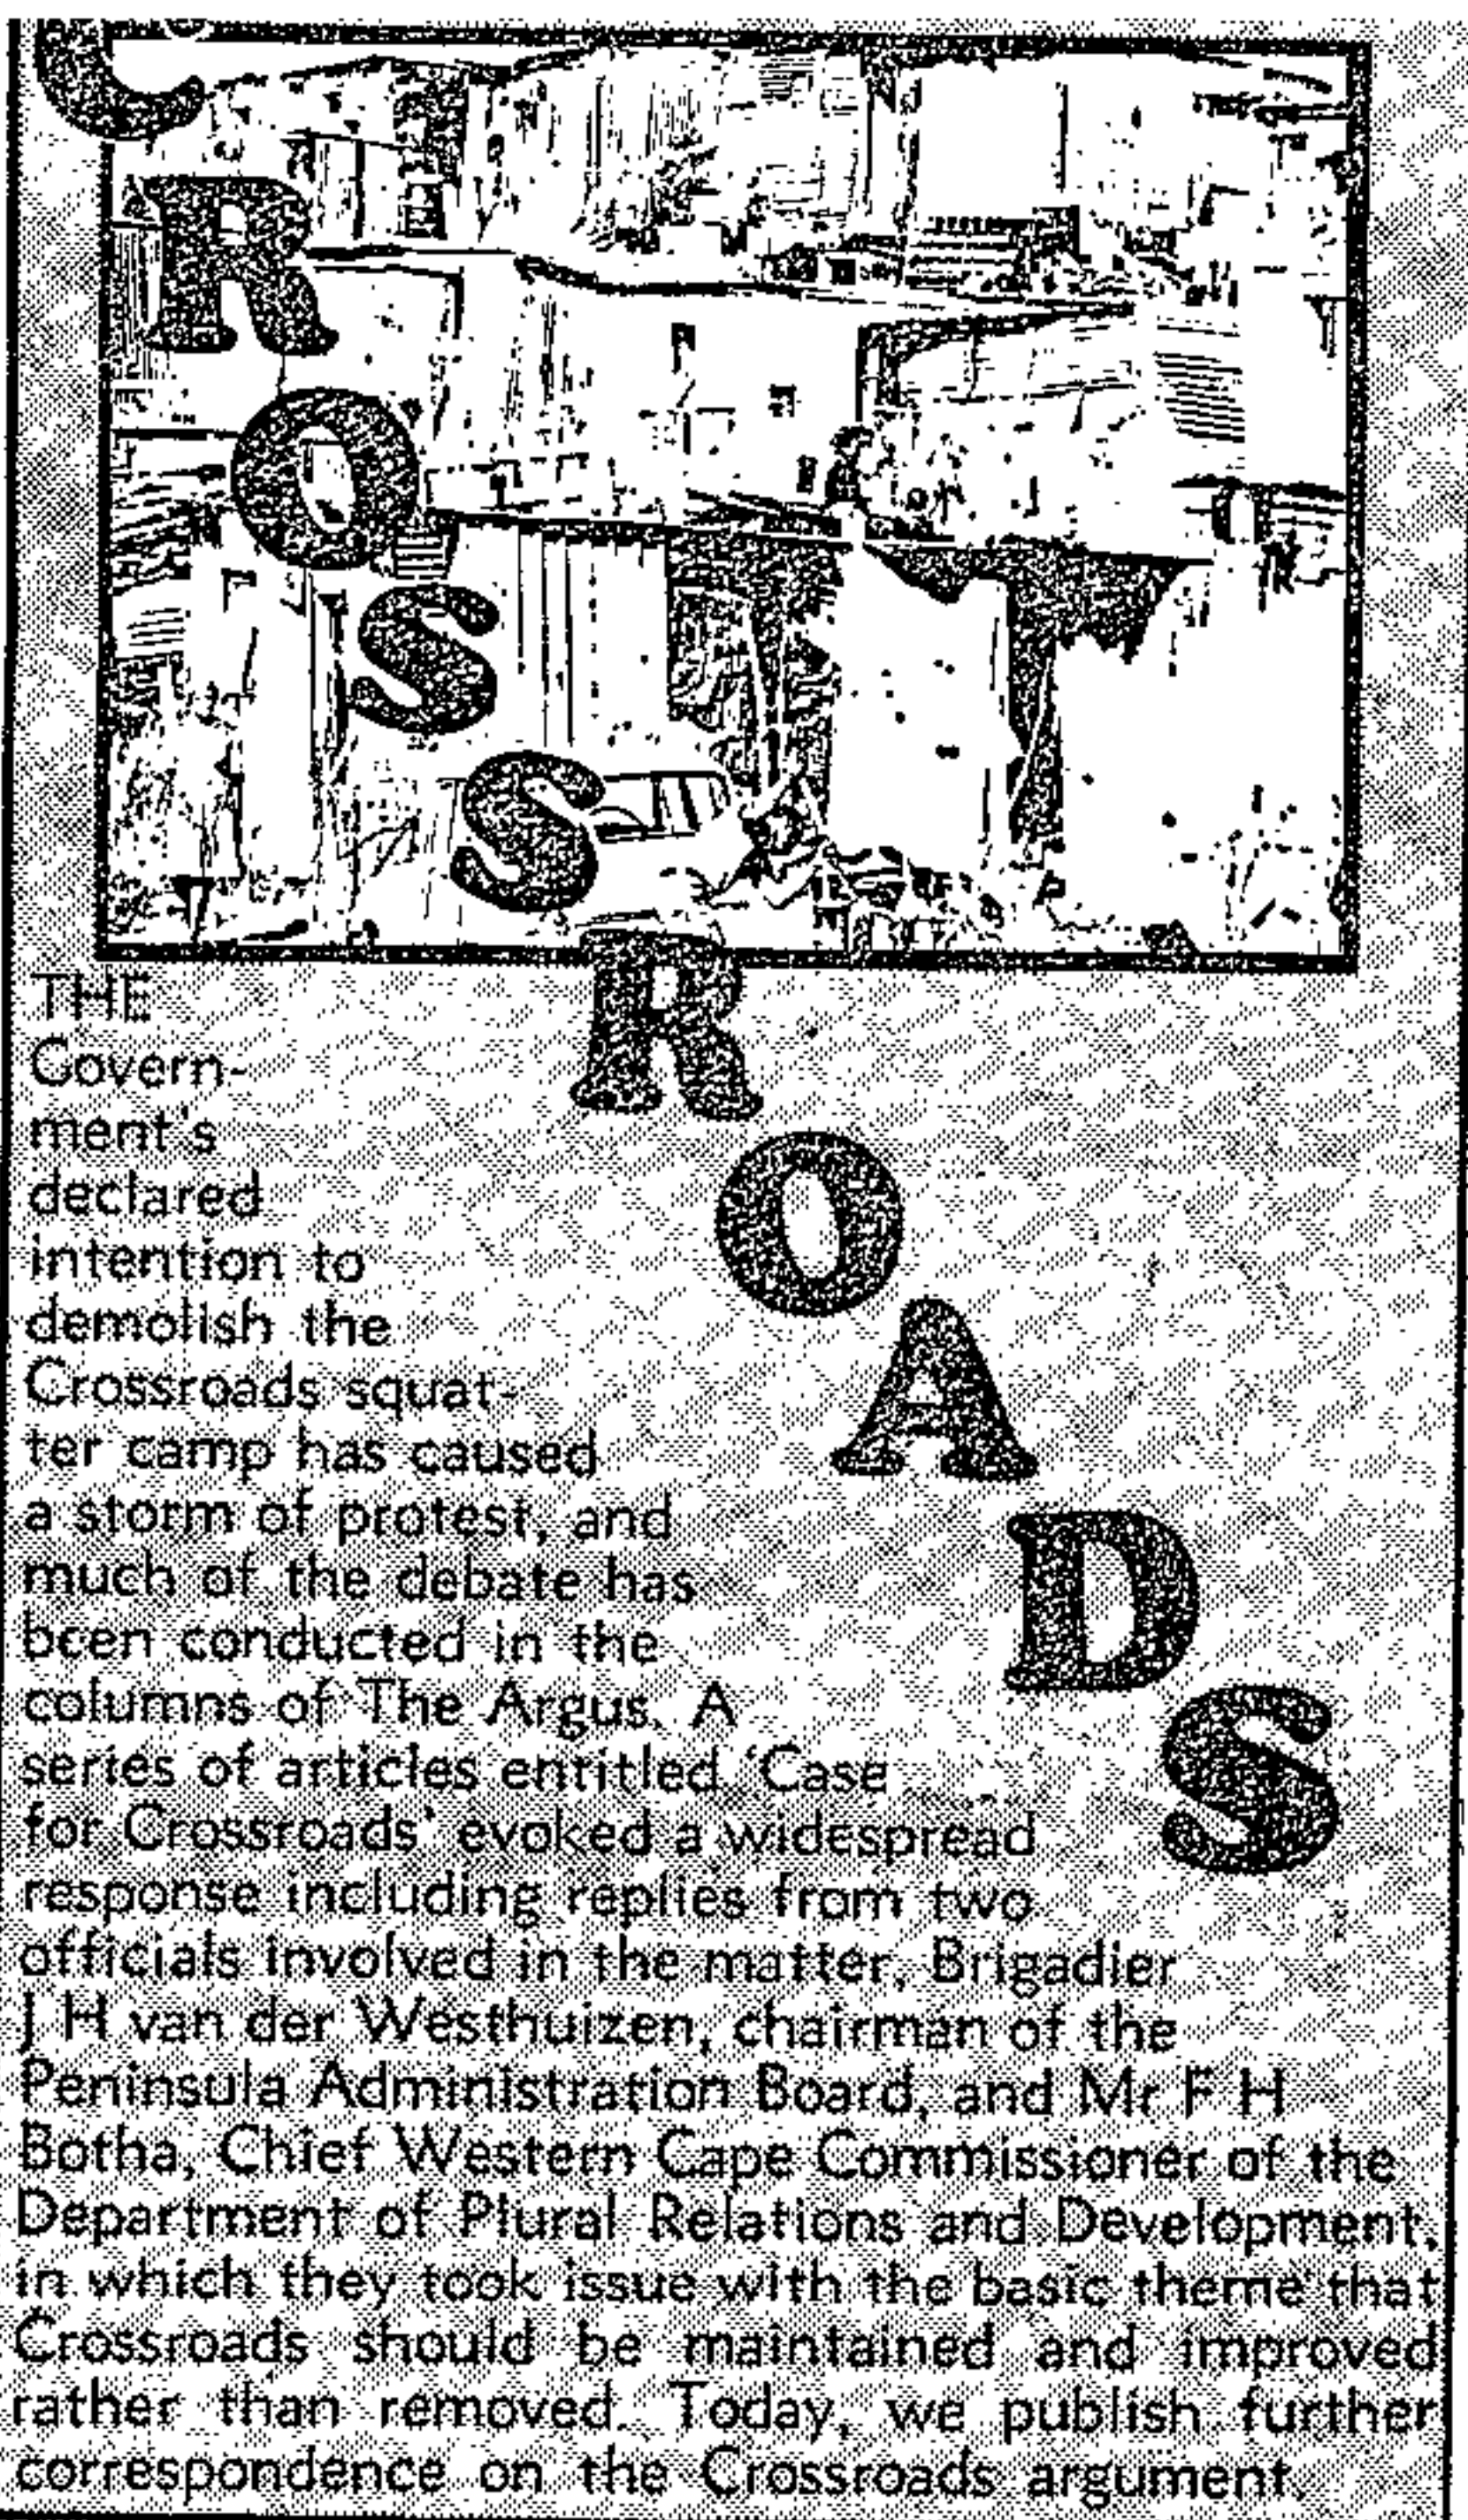 CROSSROADS
THE
Govern-
ment's
declared
intention to
demolish the
Crossroads squat-
ter camp has caused
a storm of protest, and
much of the debate has
been conducted in the
columns of The Argus. A
series of articles entitled 'Case
for Crossroads' evoked a widespread
response including replies from two
officials involved in the matter, Brigadier
J H van der Westhuizen, chairman of the
Peninsula Administration Board, and Mr F H
Botha, Chief Western Cape Commissioner of the
Department of Plural Relations and Development,
in which they took issue with the basic theme that
Crossroads should be maintained and improved
rather than removed. Today, we publish further
correspondence on the Crossroads argument.